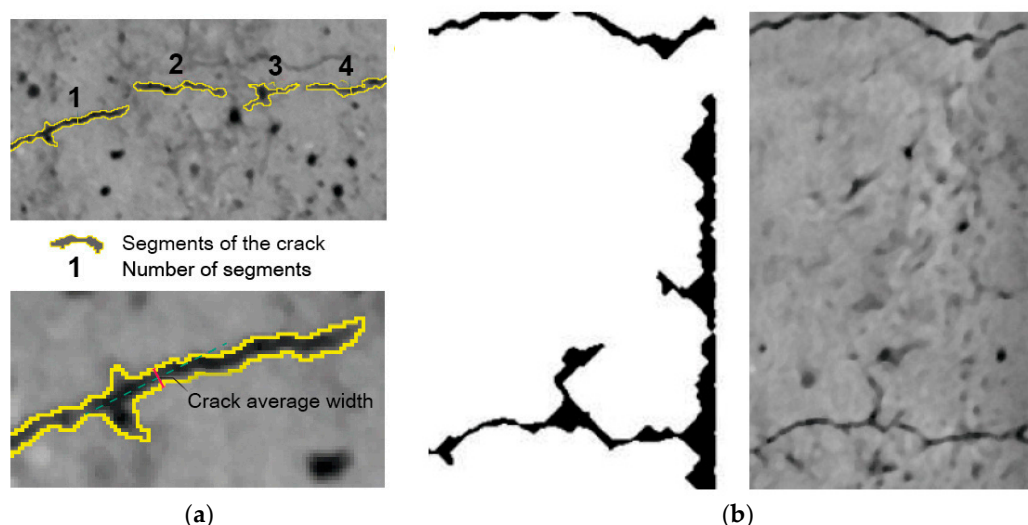 1
2
3
4
Segments of the crack
1 Number of segments
Crack average width
(a)
(b)